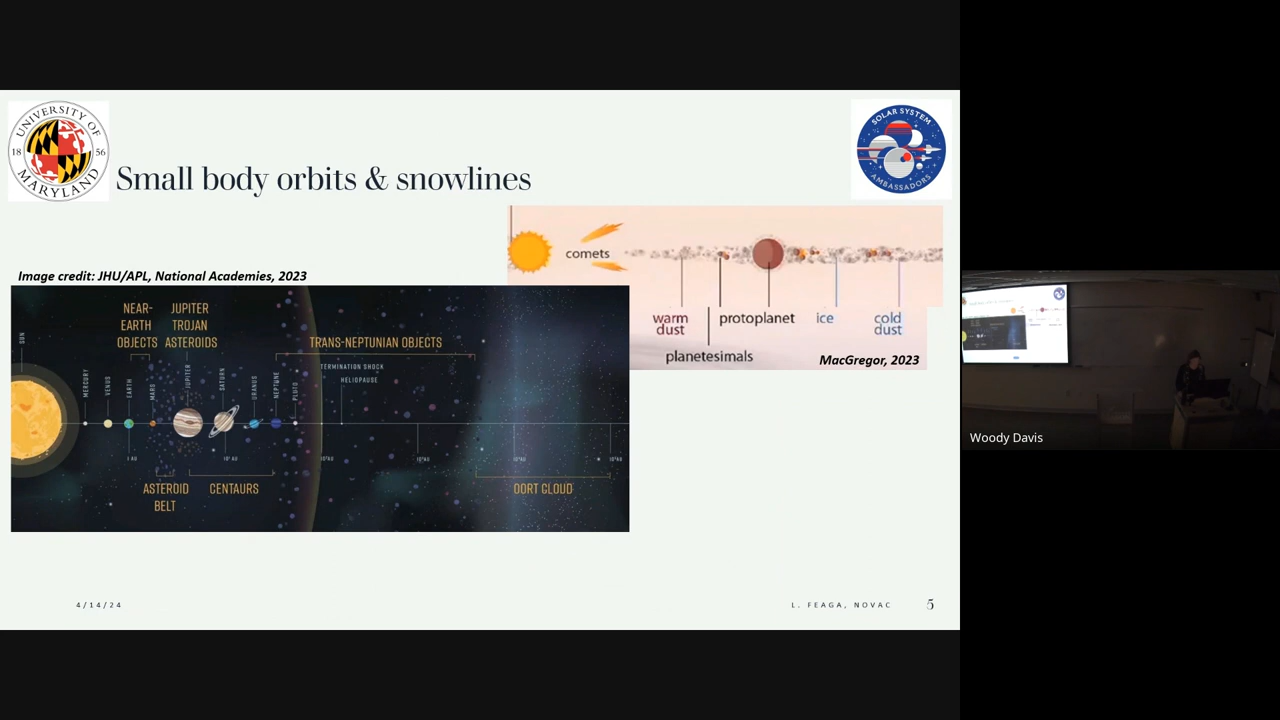 UNIVERSITY OF
18 56
MARYLAND
SOLAR SYSTEM
AMBASSADORS
Small body orbits & snowlines
comets
warm
dust
protoplanet
ice
cold
dust
planetesimals
MacGregor, 2023
Image credit: JHU/APL, National Academies, 2023
NEAR-
EARTH
OBJECTS
JUPITER
TROJAN
ASTEROIDS
TRANS-NEPTUNIAN OBJECTS
TERMINATION SHOCK
HELIOPAUSE
SUN
MERCURY
VENUS
EARTH
MARS
JUPITER
SATURN
URANUS
NEPTUNE
PLUTO
1 AU
ASTEROID
BELT
CENTAURS
OORT CLOUD
4/14/24
L. FEAGA, NOVAC
5
Woody Davis